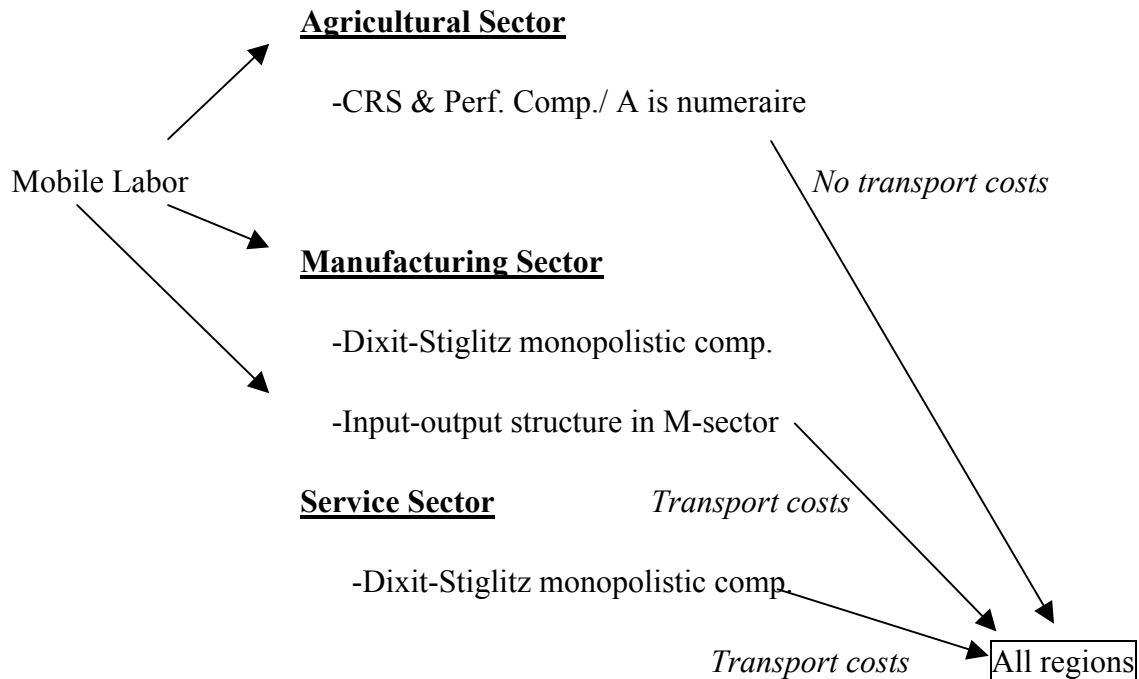 Agricultural Sector
-CRS & Perf. Comp./ A is numeraire
Mobile Labor
No transport costs
Manufacturing Sector
-Dixit-Stiglitz monopolistic comp.
-Input-output structure in M-sector
Service Sector
Transport costs
-Dixit-Stiglitz monopolistic comp.
Transport costs
All regions